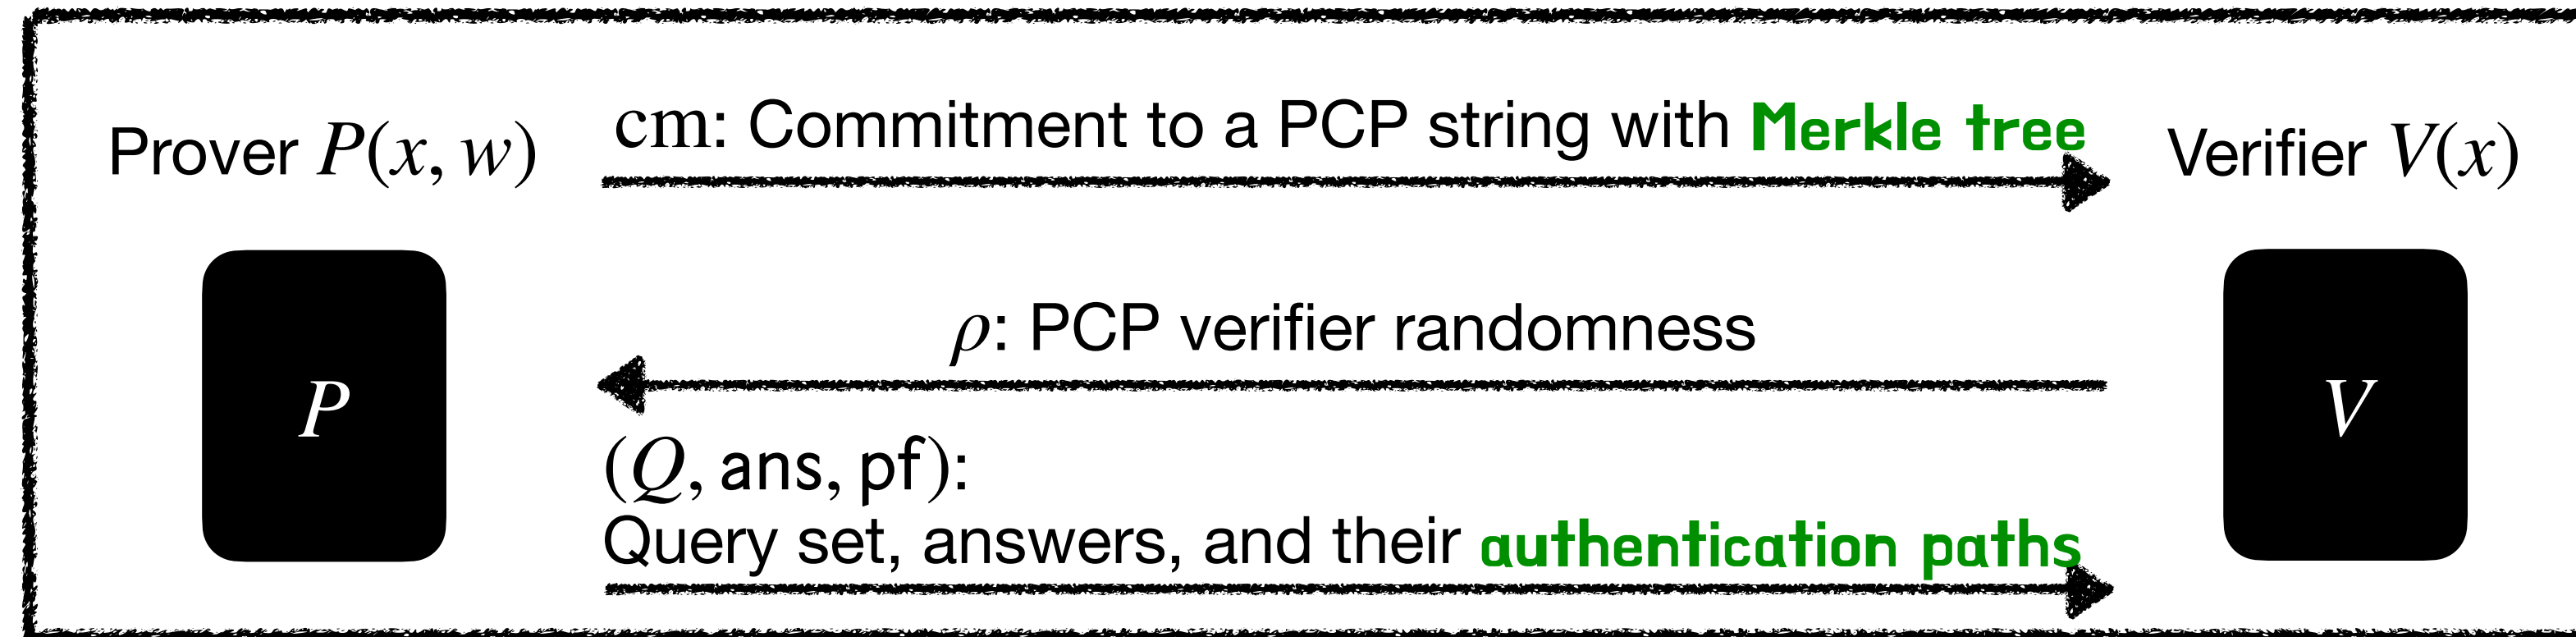 cm: Commitment to a PCP string with Merkle tree
Prover P(x, w)
Verifier V(x)
ρ: PCP verifier randomness
P
V
(Q, ans, pf):
Query set, answers, and their authentication paths